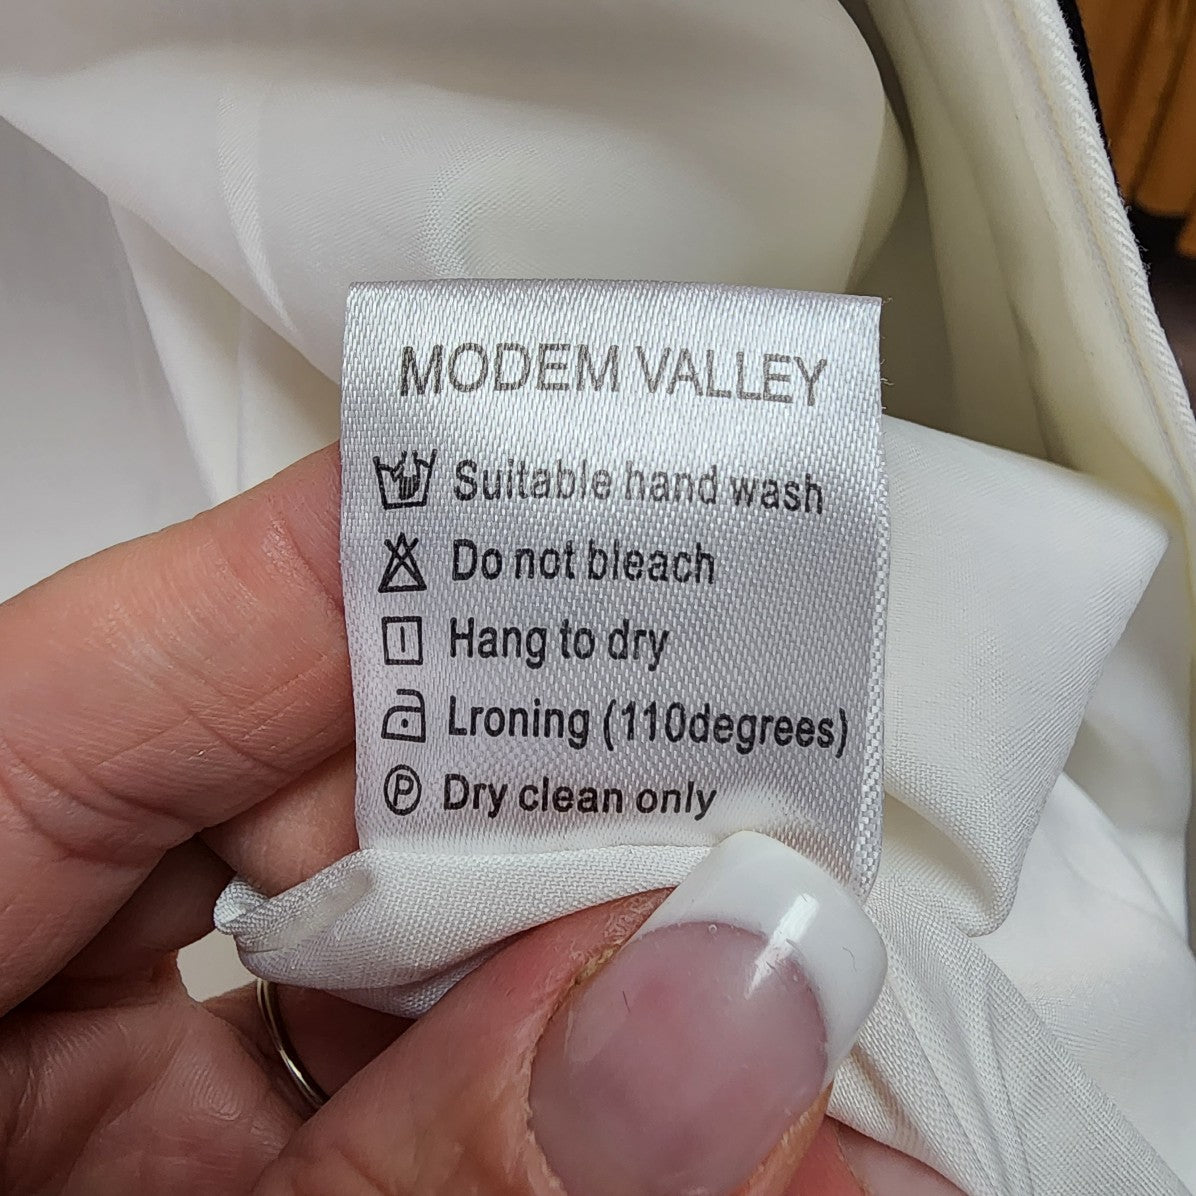 MODEM VALLEY
Suitable hand wash
Do not bleach
Hang to dry
Lroning (110degrees)
P Dry clean only